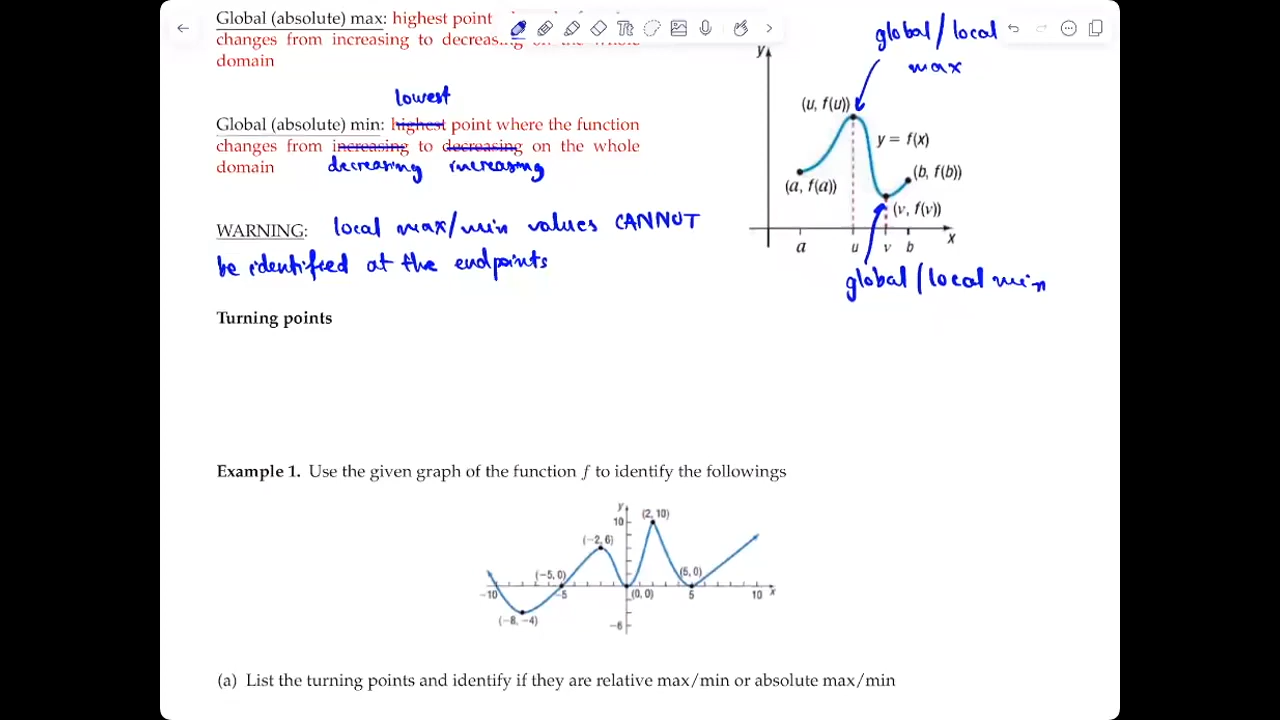 Global (absolute) max: highest point
changes from increasing to decreasing on the whole
domain
lowest
Global (absolute) min: highest point where the function
changes from increasing to decreasing on the whole
domain decreasing increasing
WARNING: local max/min values CANNOT
be identified at the endpoints
Turning points
global/local
max
y
(u, f(u))
y = f(x)
(b, f(b))
(a, f(a))
(v, f(v))
a u v b x
global/local min
Example 1. Use the given graph of the function f to identify the followings
y
10
(2, 10)
(-2, 6)
(-5, 0)
(5, 0)
-10 -5 (0, 0) 5 10 x
(-8, -4)
-6
(a) List the turning points and identify if they are relative max/min or absolute max/min